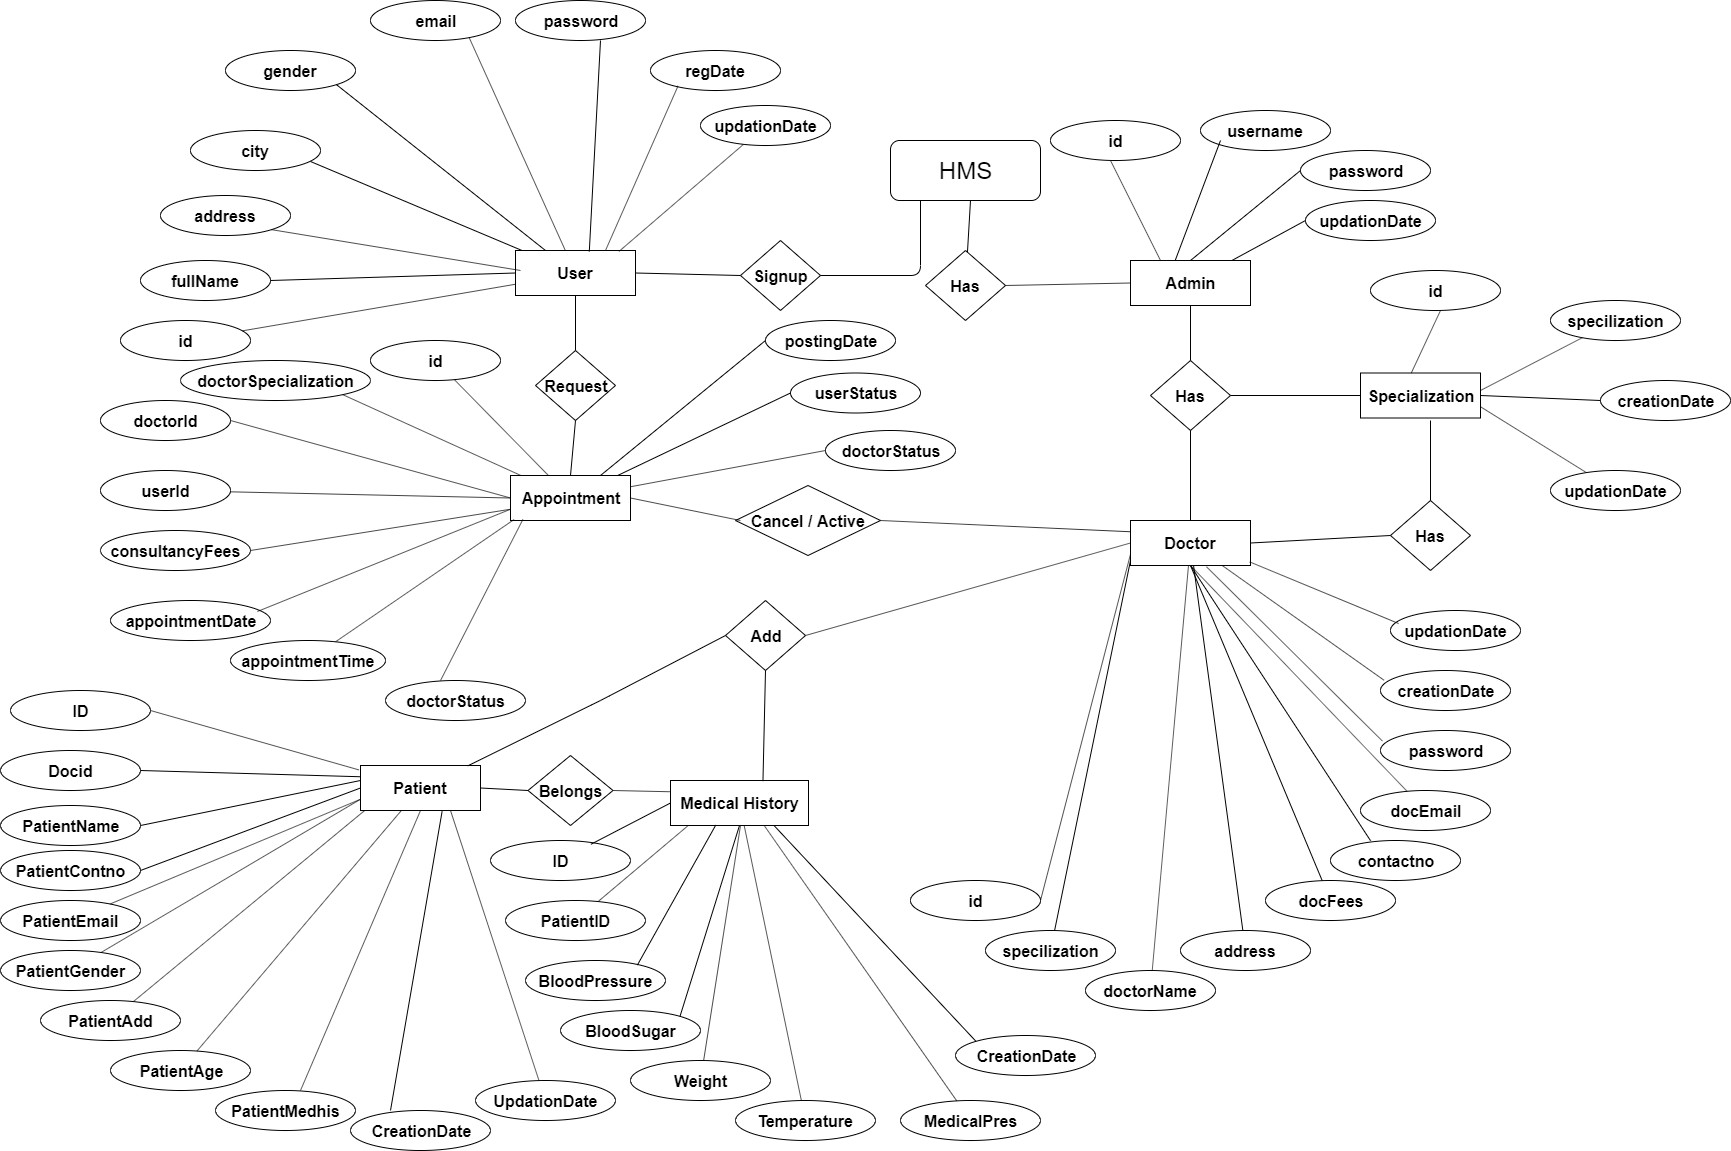 email
password
gender
regDate
updationDate
city
HMS
id
username
password
updationDate
address
fullName
User
Signup
Has
Admin
id
specilization
id
postingDate
id
doctorSpecialization
Request
userStatus
Has
Specialization
creationDate
doctorId
doctorStatus
userId
Appointment
Cancel / Active
updationDate
consultancyFees
Doctor
Has
appointmentDate
Add
updationDate
appointmentTime
doctorStatus
creationDate
ID
password
Docid
Patient
Belongs
Medical History
docEmail
PatientName
PatientContno
ID
contactno
PatientEmail
PatientID
id
docFees
PatientGender
BloodPressure
specilization
address
doctorName
PatientAdd
BloodSugar
CreationDate
PatientAge
Weight
PatientMedhis
UpdationDate
CreationDate
Temperature
MedicalPres